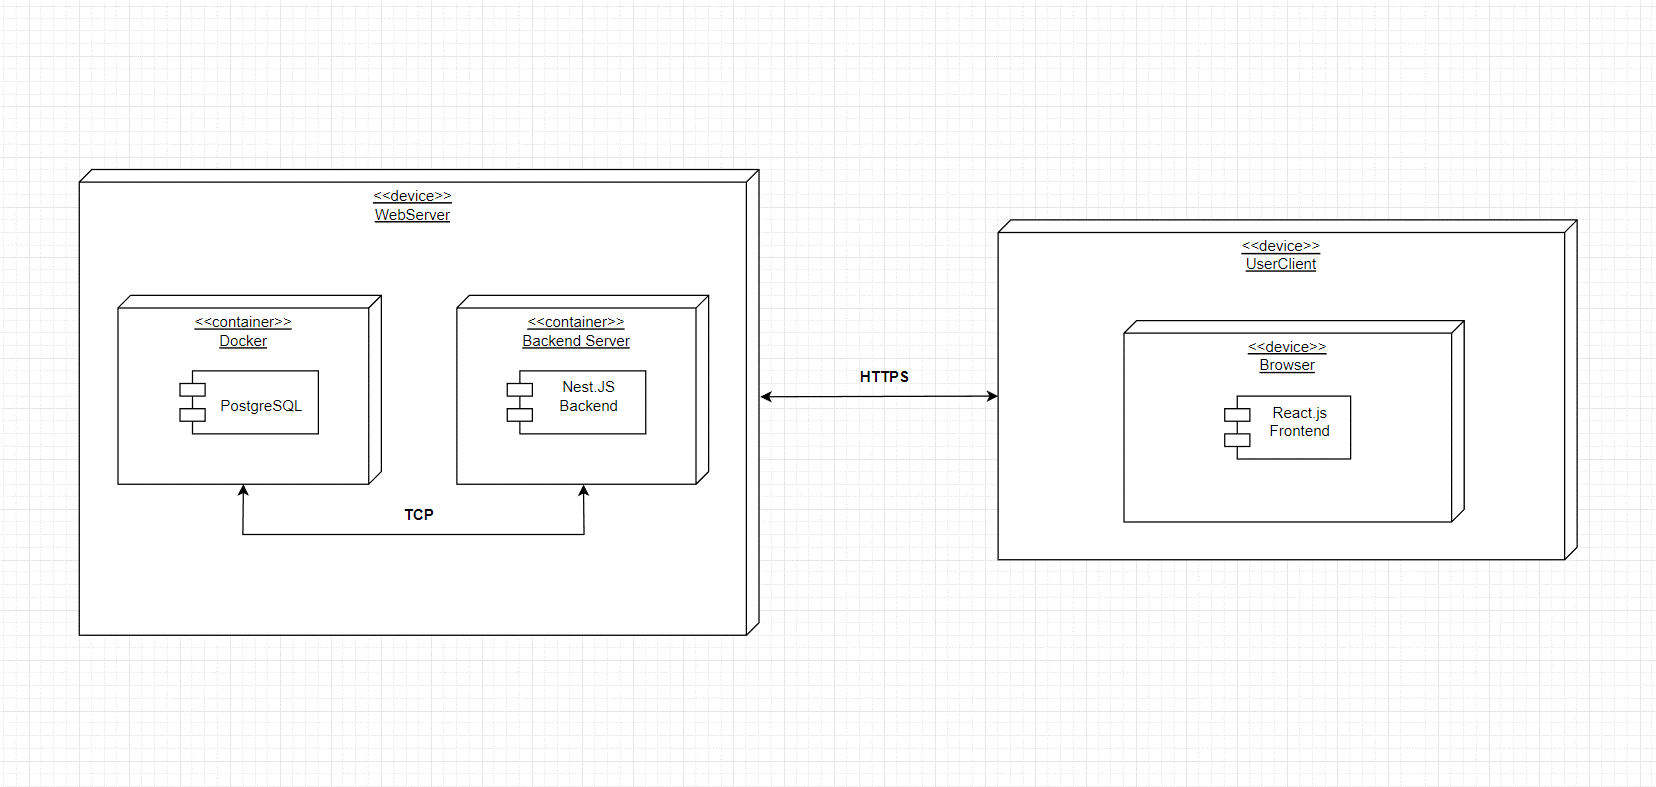 <<device>>
WebServer
<<container>>
Docker
PostgreSQL
<<container>>
Backend Server
Nest.JS
Backend
TCP
HTTPS
<<device>>
UserClient
<<device>>
Browser
React.js
Frontend